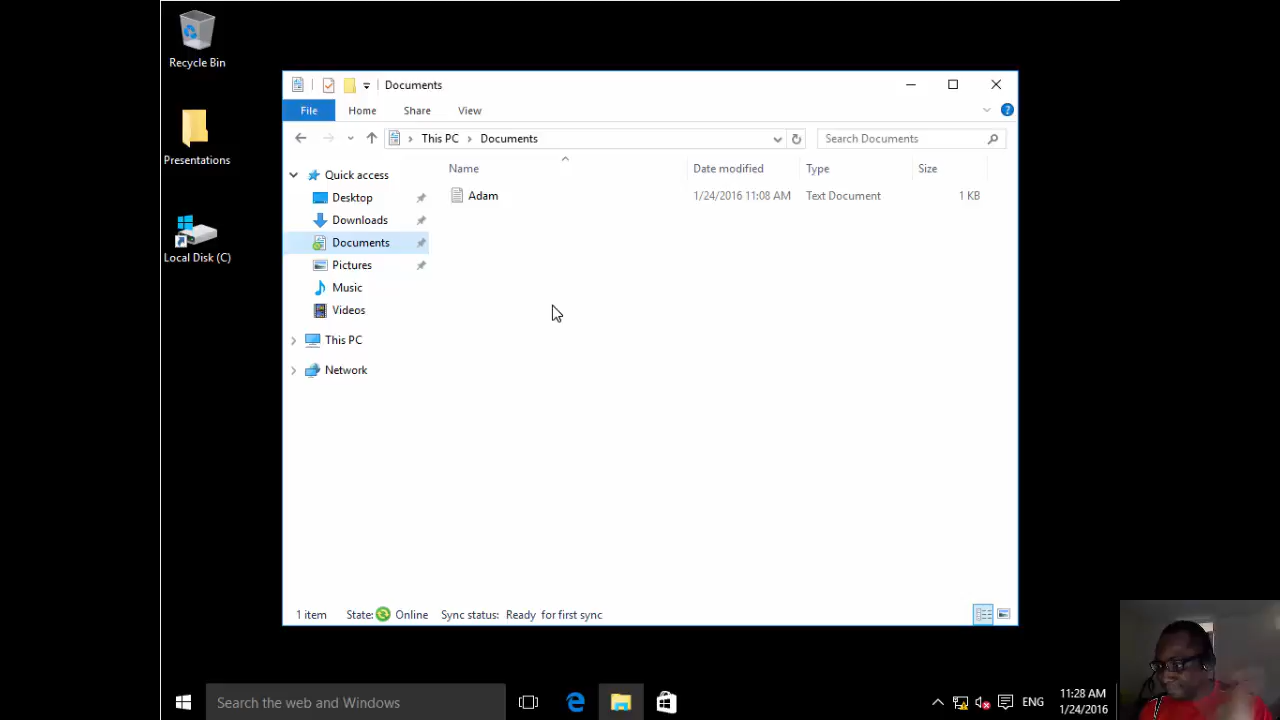 Recycle Bin
Presentations
Local Disk (C)
Documents
File Home Share View
This PC Documents
Search Documents
Name Date modified Type Size
Adam 1/24/2016 11:08 AM Text Document 1 KB
Quick access
Desktop
Downloads
Documents
Pictures
Music
Videos
This PC
Network
1 item State: Online Sync status: Ready for first sync
Search the web and Windows
ENG
11:28 AM
1/24/2016